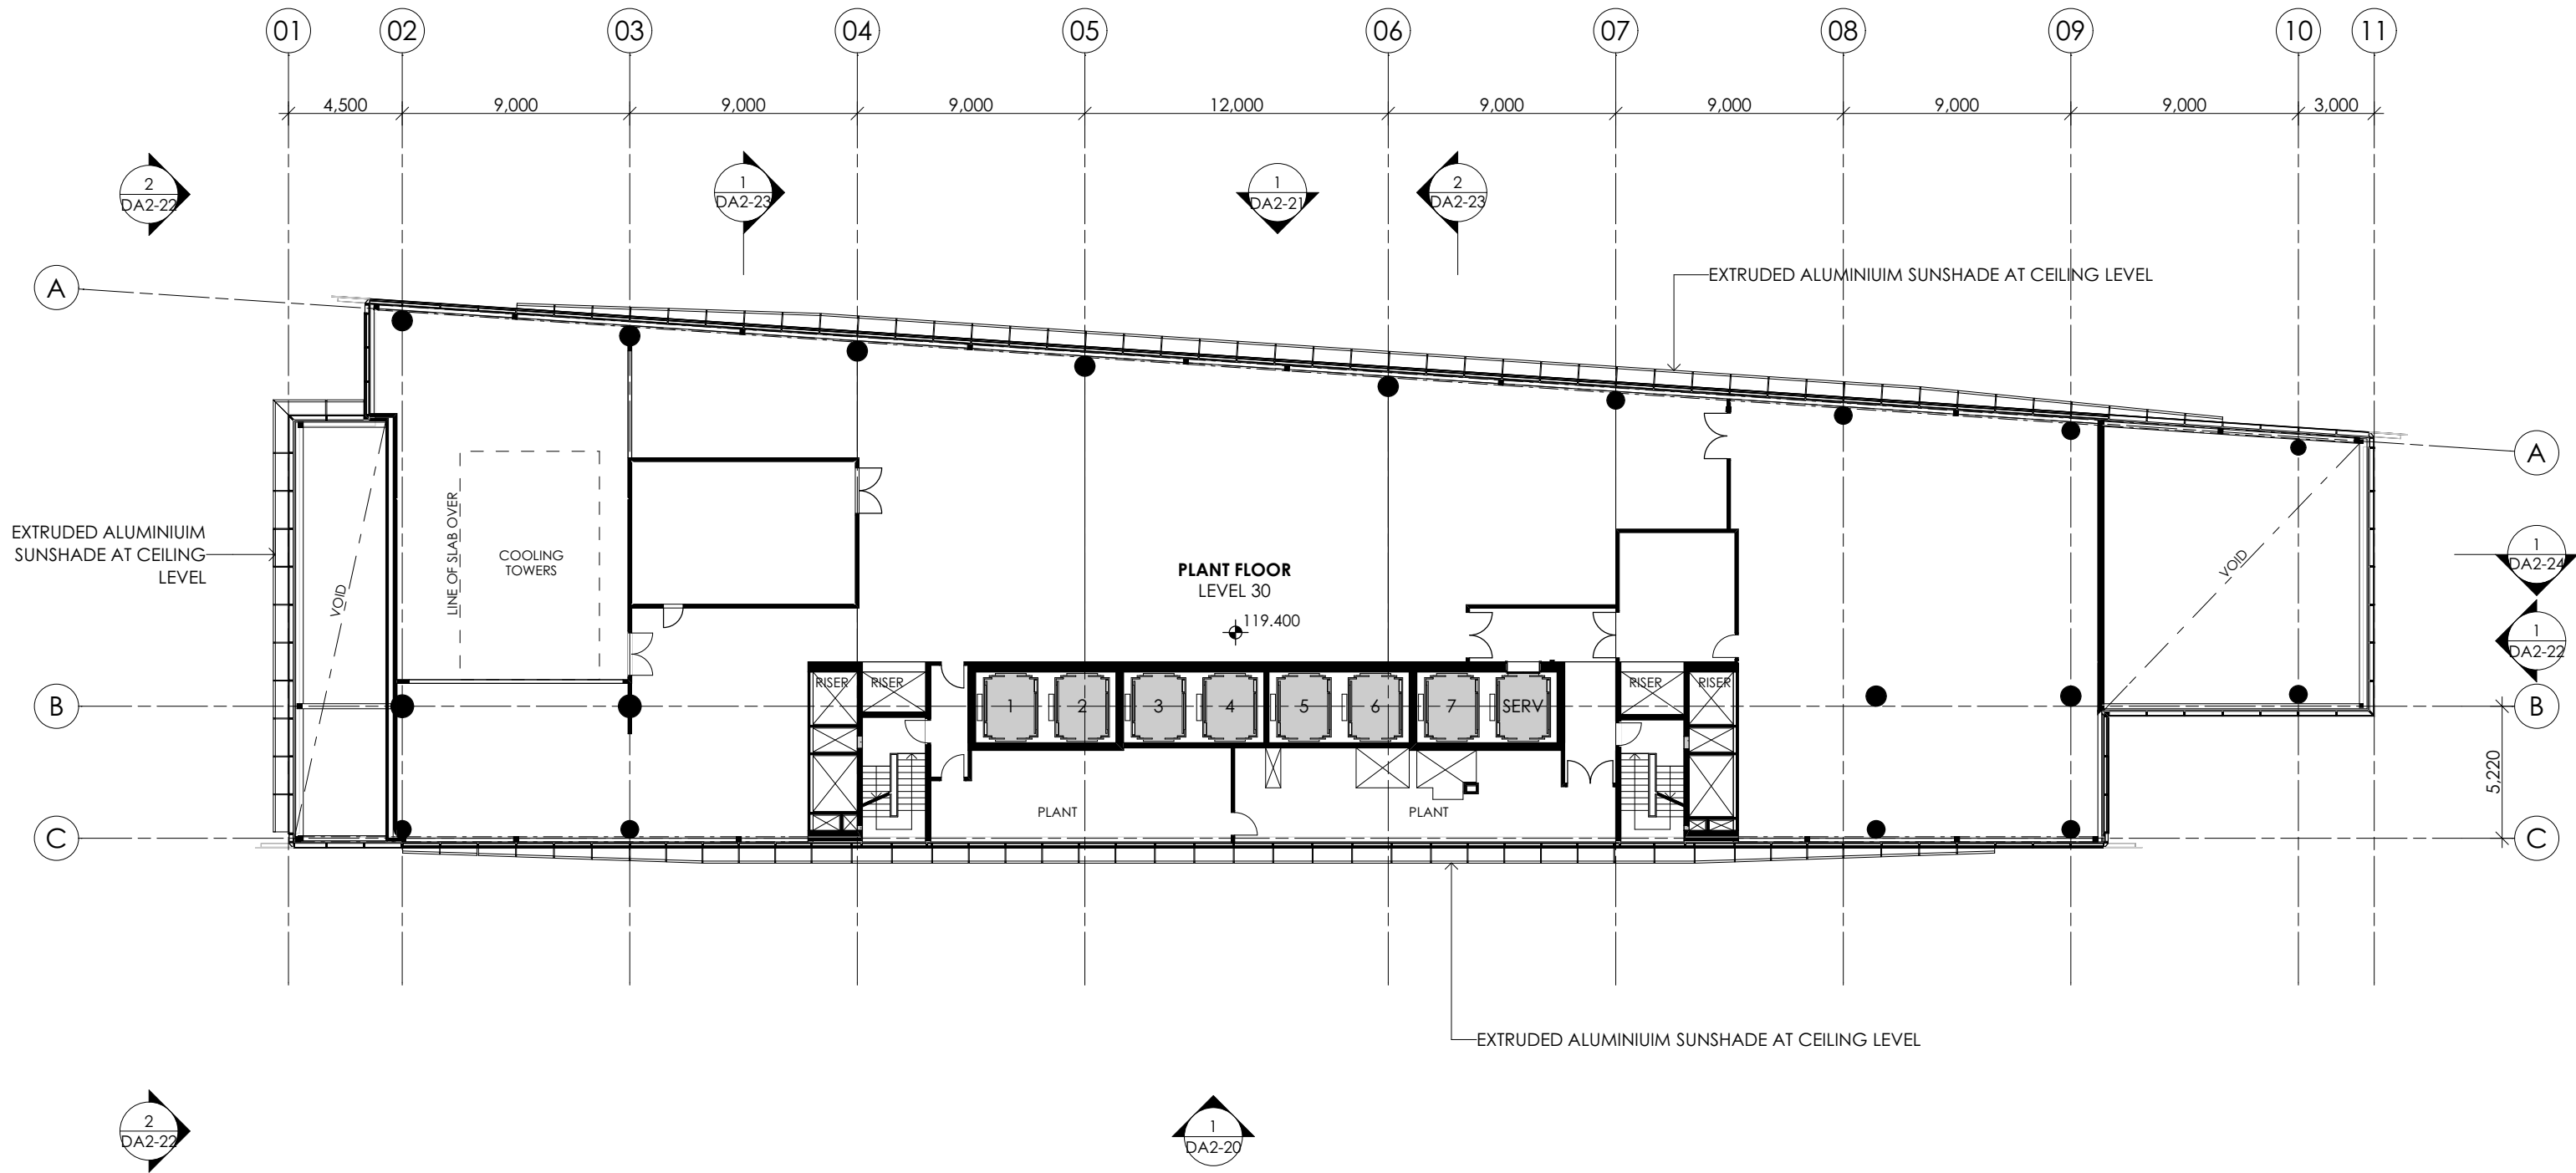 01 02 03 04 05 06 07 08 09 10 11
4,500 9,000 9,000 9,000 12,000 9,000 9,000 9,000 9,000 3,000
2
DA2-22
1
DA2-23
1
DA2-21
2
DA2-23
A
EXTRUDED ALUMINIUIM SUNSHADE AT CEILING LEVEL
A
EXTRUDED ALUMINIUIM
SUNSHADE AT CEILING
LEVEL
VOID
LINE OF SLAB OVER
COOLING
TOWERS
PLANT FLOOR
LEVEL 30
119.400
VOID
1
DA2-24
1
DA2-22
RISER RISER
RISER RISER
B
1 2 3 4 5 6 7 SERV
B
5,220
PLANT
PLANT
C
C
EXTRUDED ALUMINIUIM SUNSHADE AT CEILING LEVEL
2
DA2-22
1
DA2-20